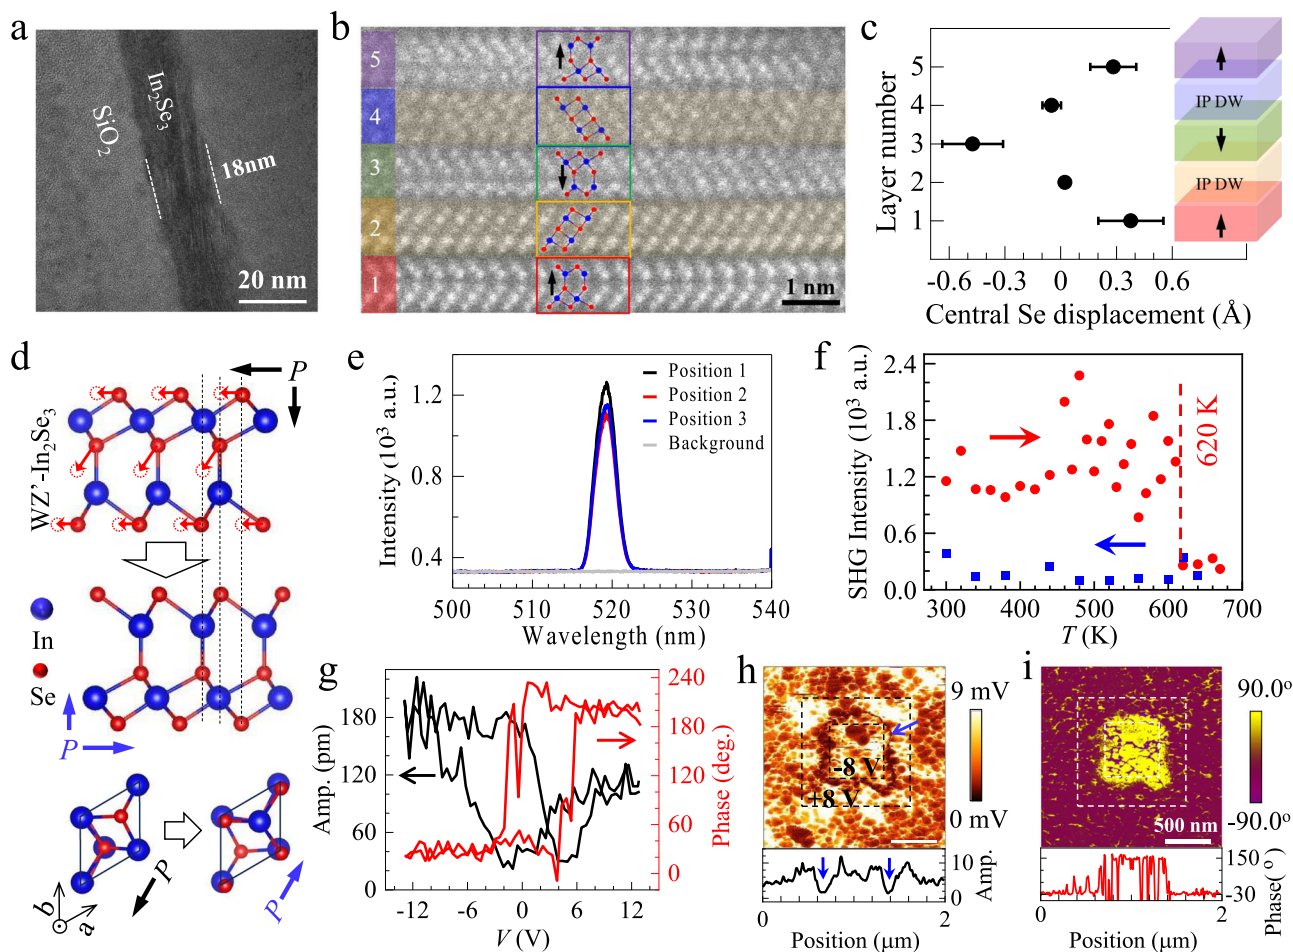 a
In2Se3
SiO2
18nm
20 nm
b
5
4
3
2
1
1 nm
c
Layer number
5
4
3
2
1
-0.6 -0.3 0 0.3 0.6
Central Se displacement (Å)
IP DW
IP DW
d
P
WZ'-In2Se3
In
Se
P
P
P
b
a
e
Intensity (10³ a.u.)
1.2
0.8
0.4
Position 1
Position 2
Position 3
Background
500 510 520 530 540
Wavelength (nm)
f
SHG Intensity (10³ a.u.)
2.4
1.8
1.2
0.6
0.0
620 K
300 400 500 600 700
T (K)
g
Amp. (pm)
180
120
60
0
240
180
120
60
0
Phase (deg.)
-12 -6 0 6 12
V (V)
h
-8 V
+8 V
9 mV
0 mV
10
0
Amp.
0 1 2
Position (μm)
i
500 nm
90.0°
-90.0°
150
-30
Phase(°)
0 1 2
Position (μm)